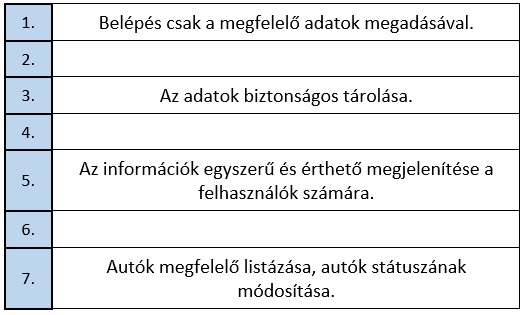 1. Belépés csak a megfelelő adatok megadásával.
2.
3. Az adatok biztonságos tárolása.
4.
5. Az információk egyszerű és érthető megjelenítése a
felhasználók számára.
6.
7. Autók megfelelő listázása, autók státuszának
módosítása.